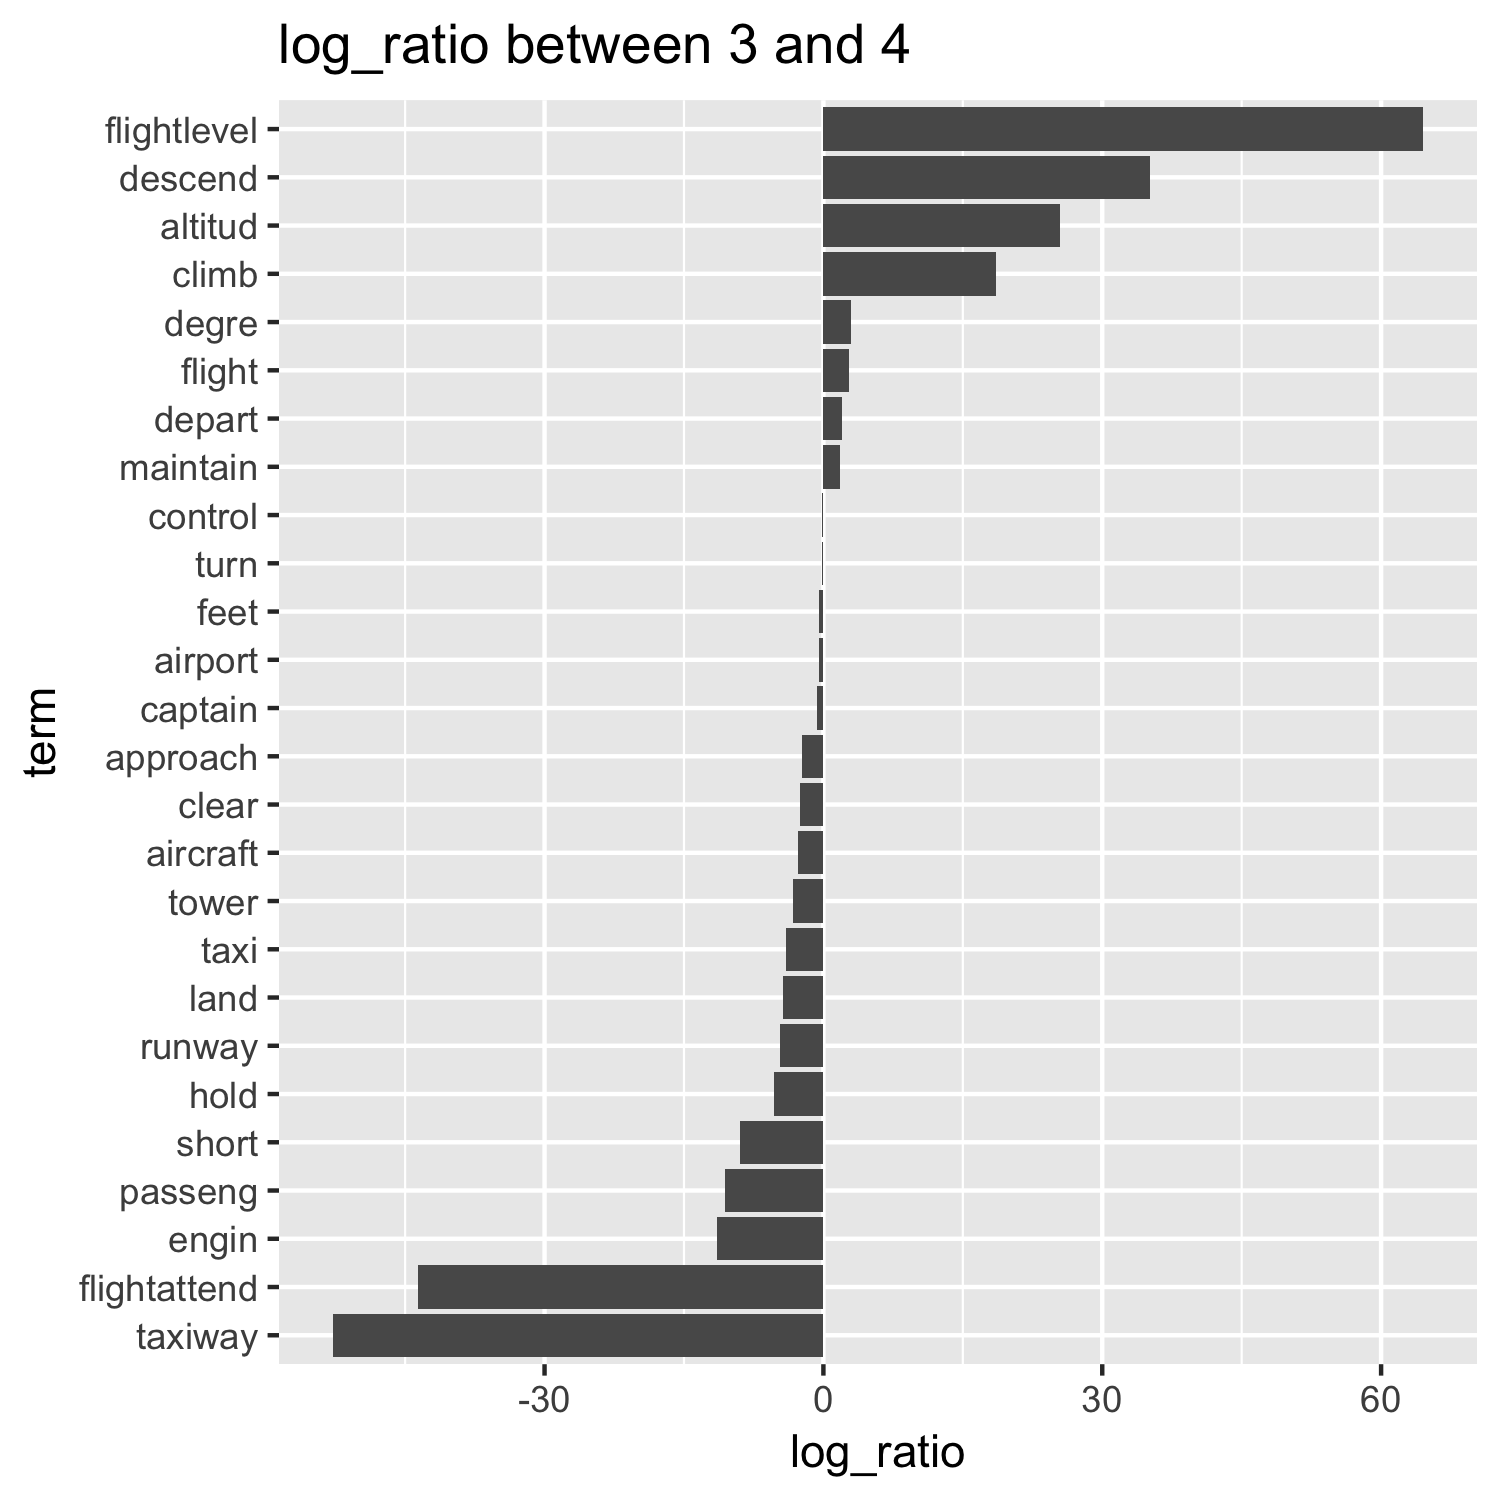 log_ratio between 3 and 4
flightlevel
descend
altitud
climb
degre
flight
depart
maintain
control
turn
feet
airport
captain
approach
clear
aircraft
tower
taxi
land
runway
hold
short
passeng
engin
flightattend
taxiway
term
-30 0 30 60
log_ratio